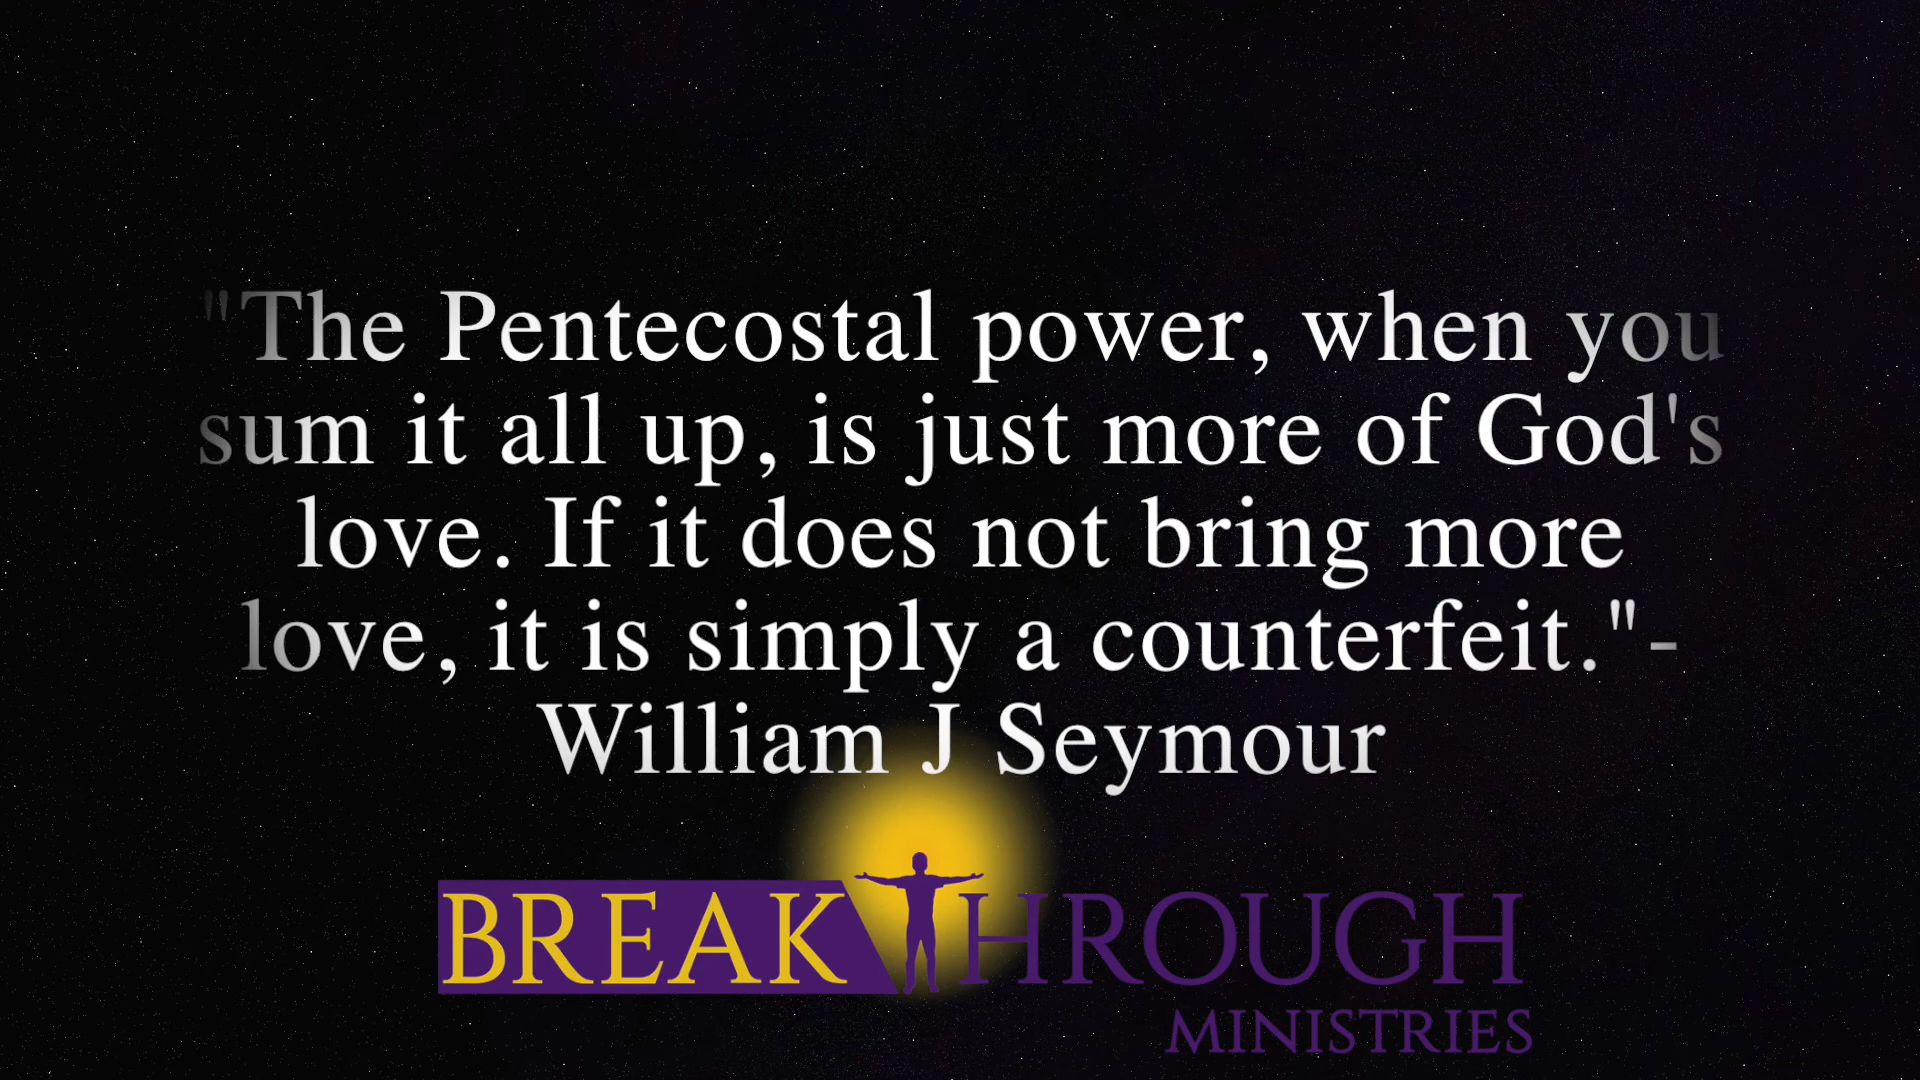 "The Pentecostal power, when you
sum it all up, is just more of God's
love. If it does not bring more
love, it is simply a counterfeit."-
William J Seymour
BREAKTHROUGH
MINISTRIES